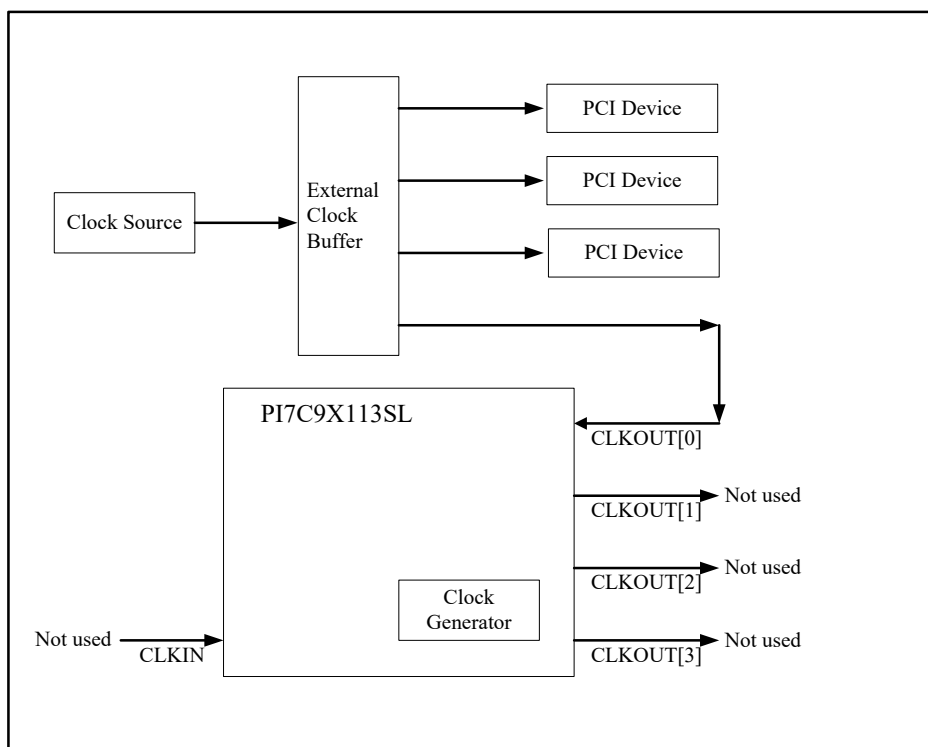 PCI Device
External
Clock
Buffer
PCI Device
Clock Source
PCI Device
PI7C9X113SL
CLKOUT[0]
Not used
CLKOUT[1]
Not used
CLKOUT[2]
Clock
Generator
Not used
CLKIN
Not used
CLKOUT[3]